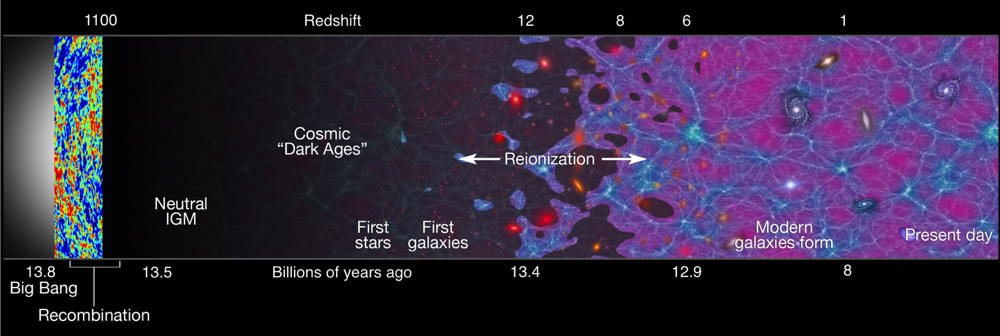 1100
Redshift
12
8
6
1
Cosmic
“Dark Ages”
Reionization
Neutral
IGM
First
stars
First
galaxies
Modern
galaxies form
Present day
13.8
13.5
Billions of years ago
13.4
12.9
8
Big Bang
Recombination